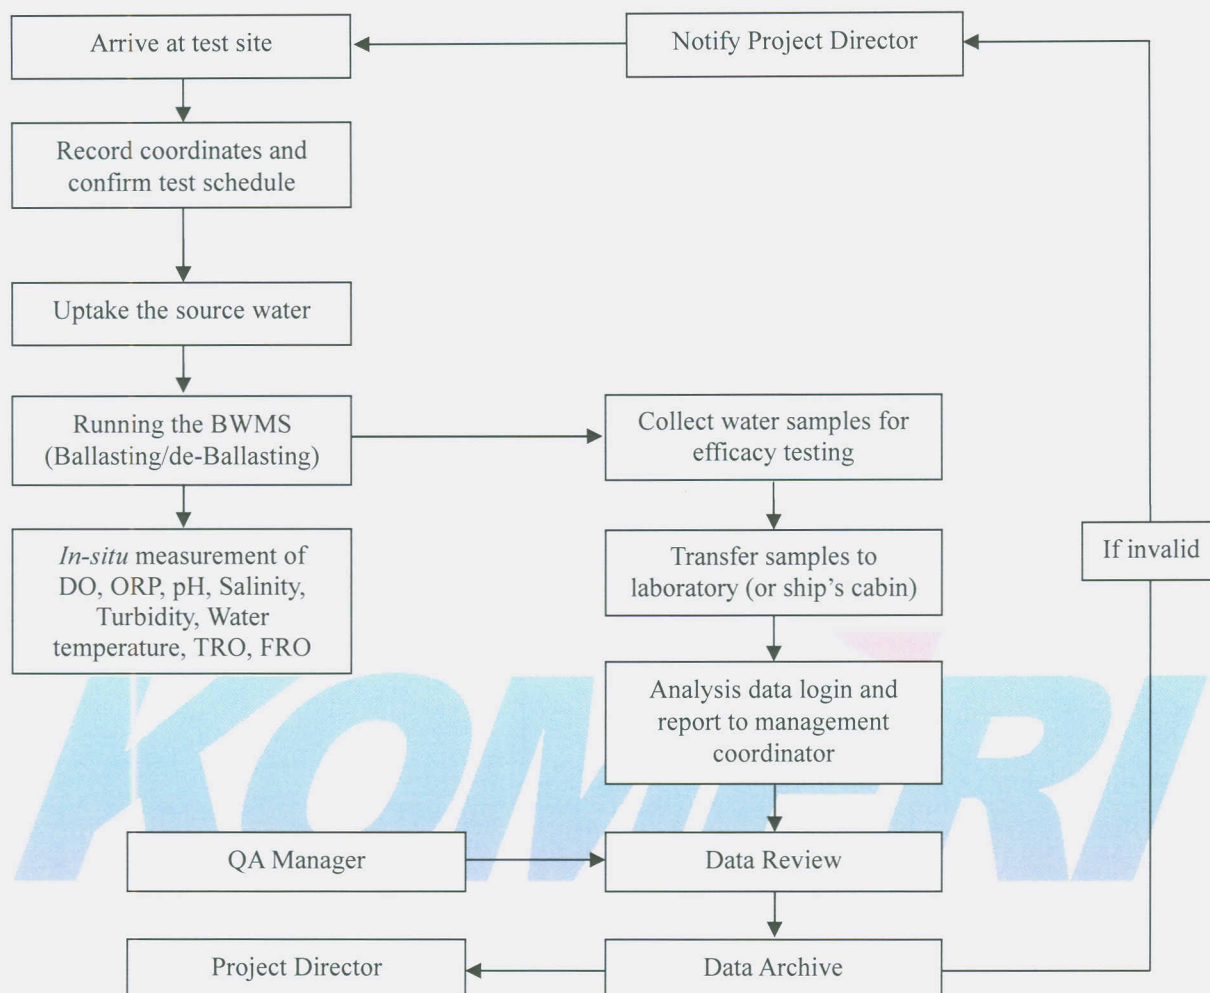 Arrive at test site
Notify Project Director
Record coordinates and
confirm test schedule
Uptake the source water
Running the BWMS
(Ballasting/de-Ballasting)
Collect water samples for
efficacy testing
In-situ measurement of
DO, ORP, pH, Salinity,
Turbidity, Water
temperature, TRO, FRO
Transfer samples to
laboratory (or ship's cabin)
If invalid
Analysis data login and
report to management
coordinator
KOMERI
QA Manager
Data Review
Project Director
Data Archive